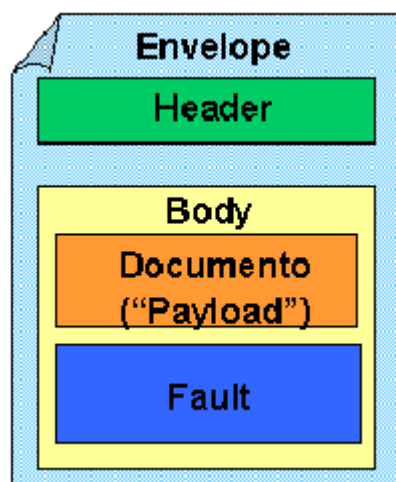 Envelope
Header
Body
Documento
(“Payload”)
Fault